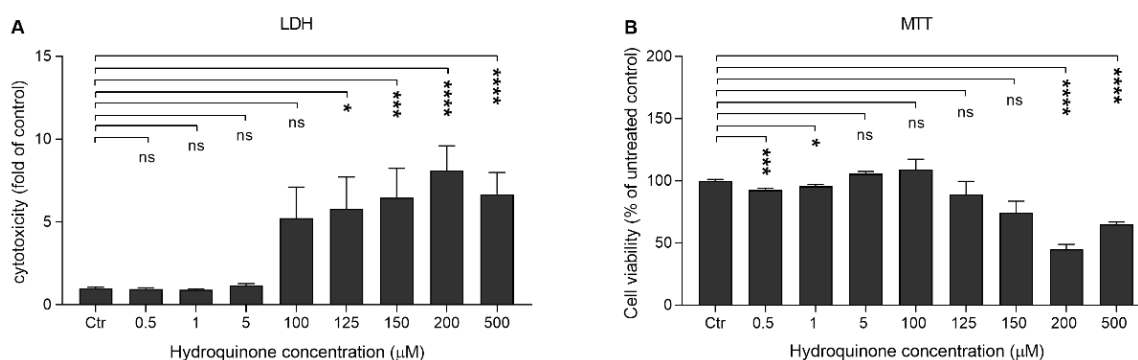 A
LDH
cytotoxicity (fold of control)
15
10
5
0
ns
ns
ns
ns
*
***
****
****
Ctr 0.5 1 5 100 125 150 200 500
Hydroquinone concentration (μM)
B
MTT
Cell viability (% of untreated control)
200
150
100
50
0
***
*
ns
ns
ns
ns
****
****
Ctr 0.5 1 5 100 125 150 200 500
Hydroquinone concentration (μM)